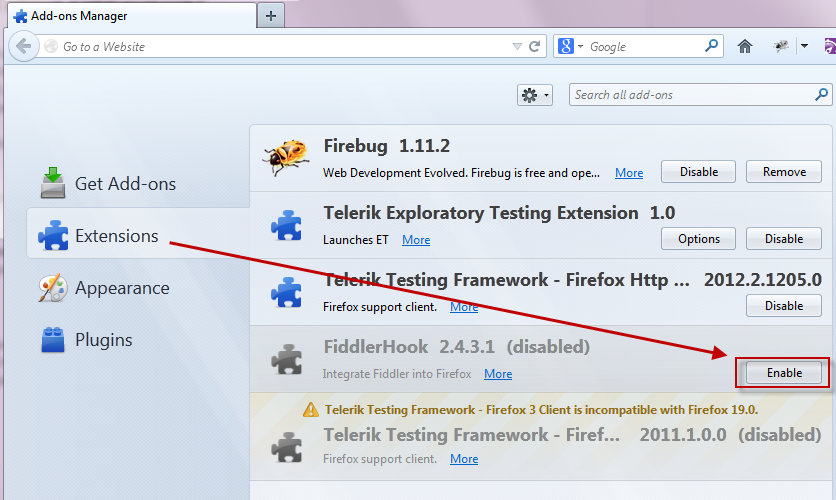 Add-ons Manager
Go to a Website
Google
Search all add-ons
Get Add-ons
Extensions
Appearance
Plugins
Firebug 1.11.2
Web Development Evolved. Firebug is free and ope... More
Disable Remove
Telerik Exploratory Testing Extension 1.0
Launches ET More
Options Disable
Telerik Testing Framework - Firefox Http ... 2012.2.1205.0
Firefox support client. More
Disable
FiddlerHook 2.4.3.1 (disabled)
Integrate Fiddler into Firefox More
Enable
Telerik Testing Framework - Firefox 3 Client is incompatible with Firefox 19.0.
Telerik Testing Framework - Firef... 2011.1.0.0 (disabled)
Firefox support client. More